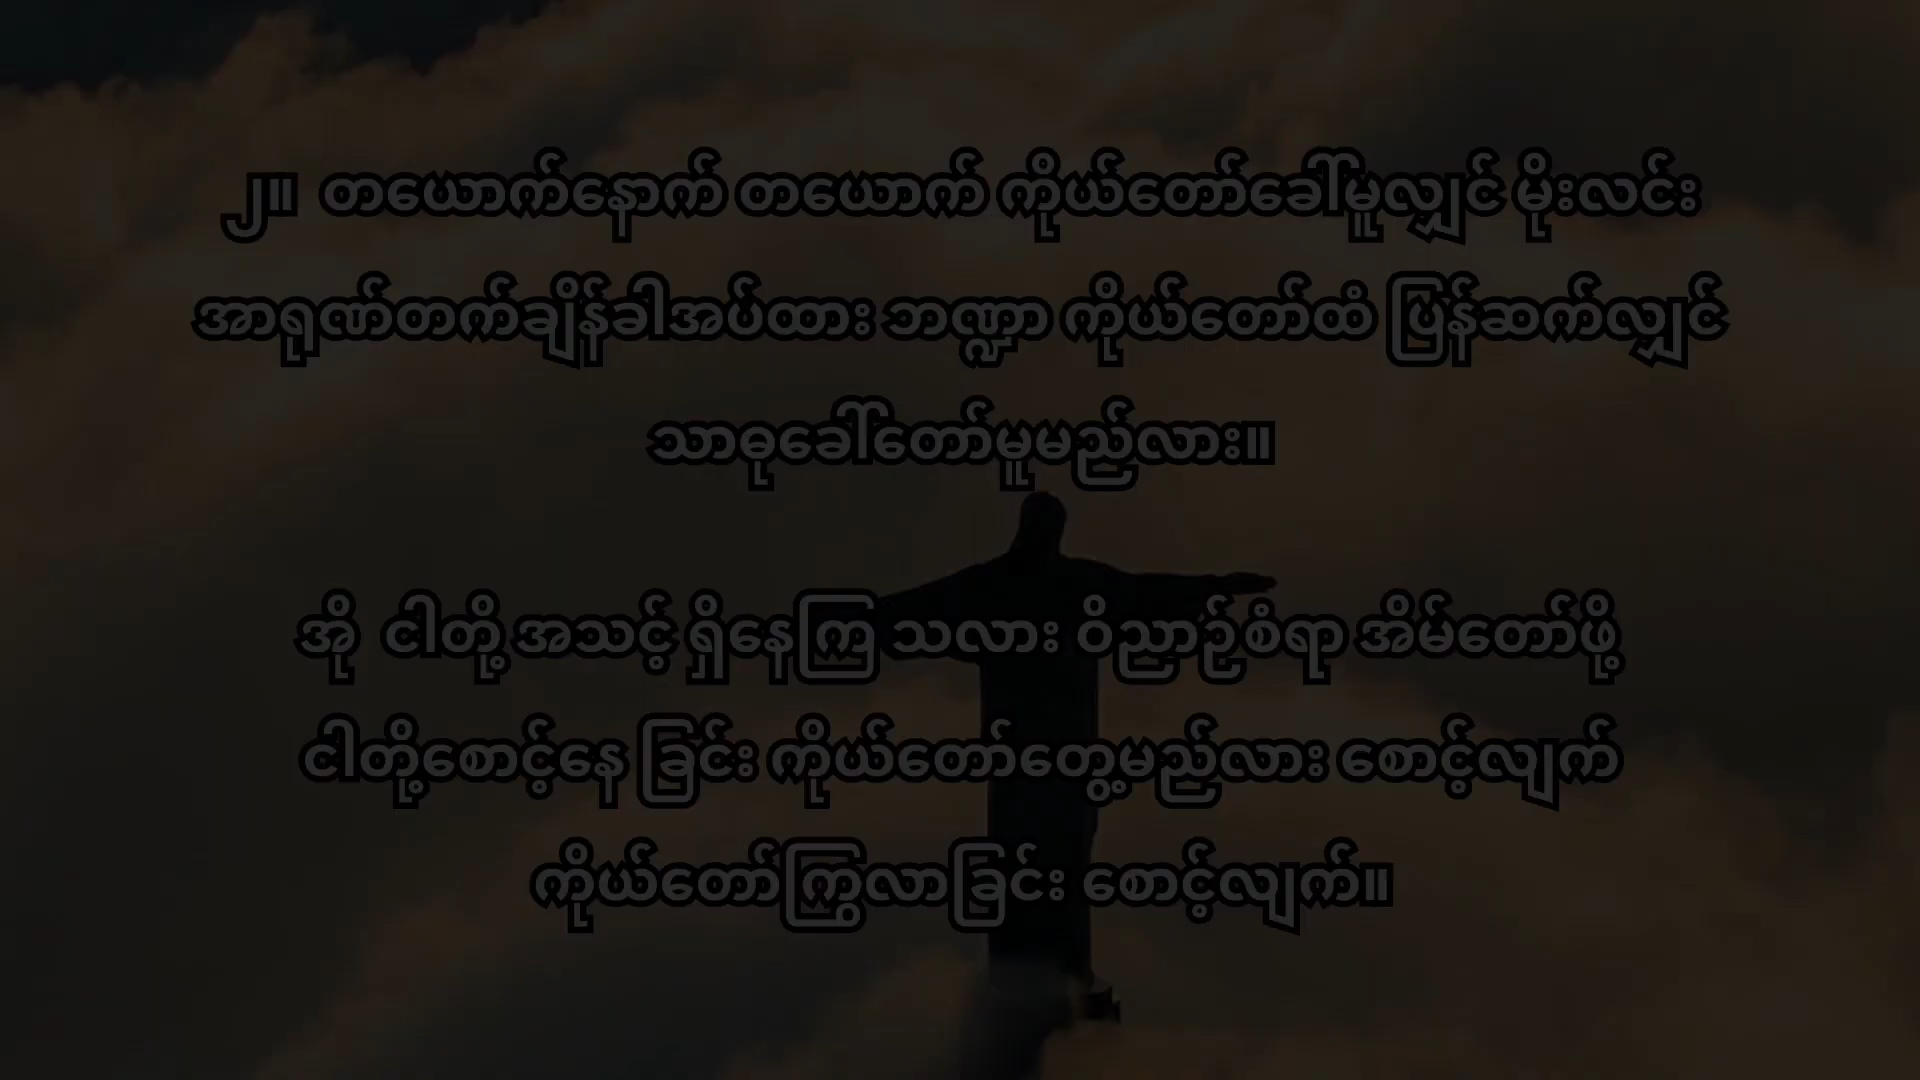 ၂။ တယောက်နောက် တယောက် ကိုယ်တော်ခေါ်မူလျှင် မိုးလင်း
အာရုဏ်တက်ချိန်ခါအပ်ထား ဘဏ္ဍာ ကိုယ်တော်ထံ ပြန်ဆက်လျှင်
သာဓုခေါ်တော်မူမည်လား။
အို ငါတို့ အသင့် ရှိနေကြ သလား ဝိညာဉ်စံရာ အိမ်တော်ဖို့
ငါတို့စောင့်နေ ခြင်း ကိုယ်တော်တွေ့မည်လား စောင့်လျက်
ကိုယ်တော်ကြွလာခြင်း စောင့်လျက်။